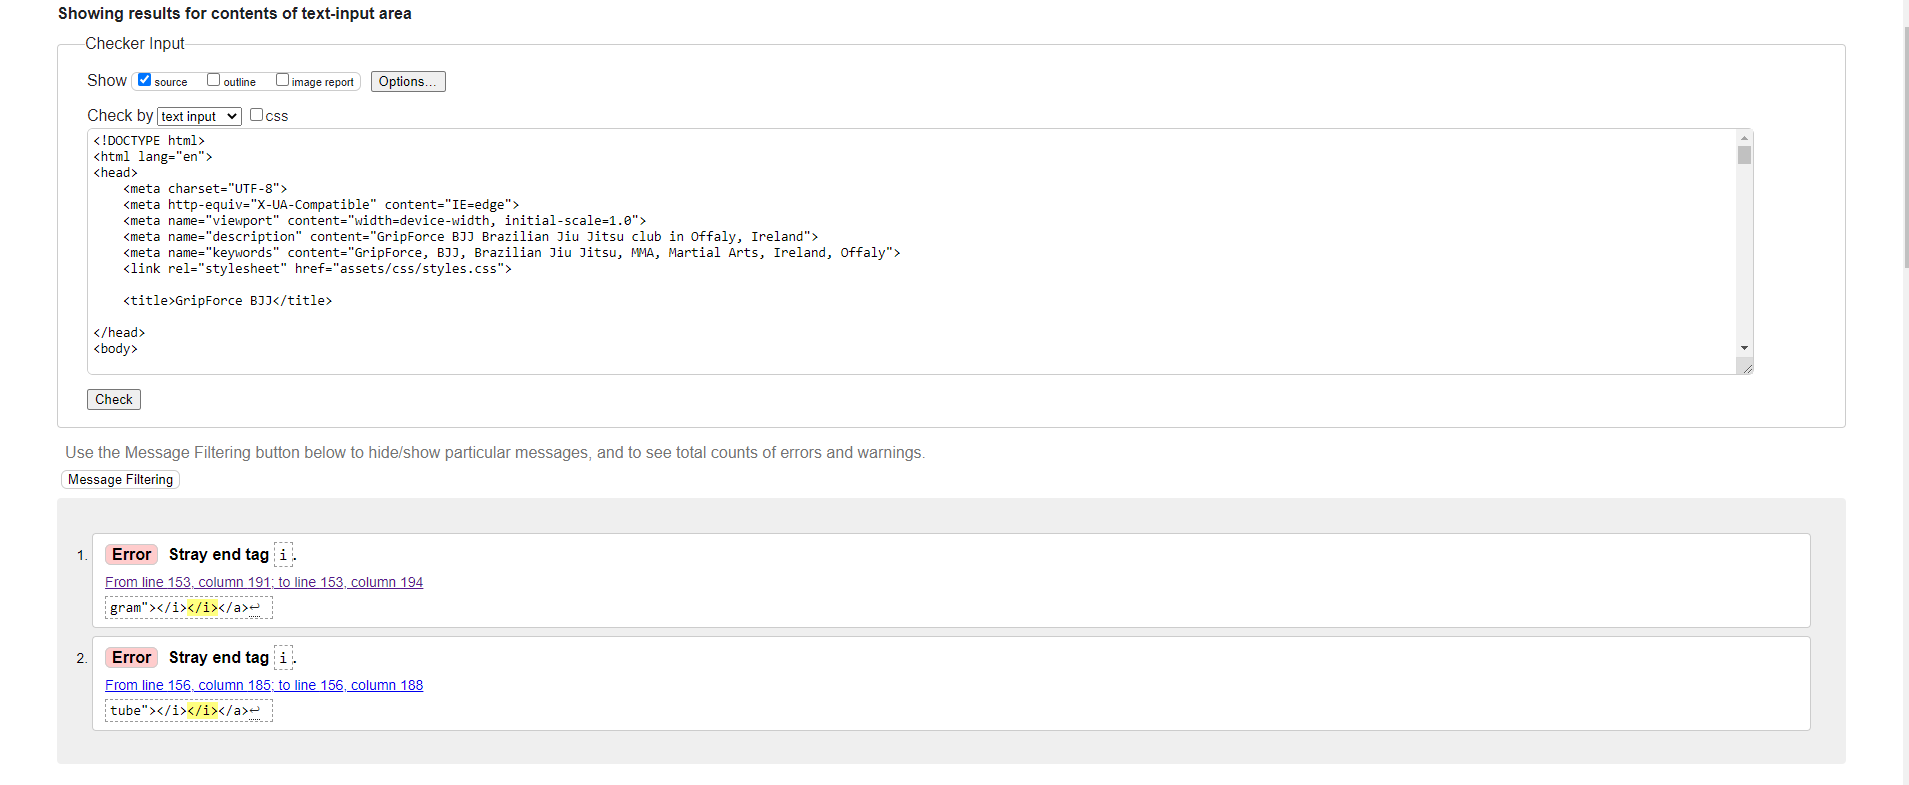 Showing results for contents of text-input area
Checker Input
Show source outline image report Options...
Check by text input css
<!DOCTYPE html>
<html lang="en">
<head>
    <meta charset="UTF-8">
    <meta http-equiv="X-UA-Compatible" content="IE=edge">
    <meta name="viewport" content="width=device-width, initial-scale=1.0">
    <meta name="description" content="GripForce BJJ Brazilian Jiu Jitsu club in Offaly, Ireland">
    <meta name="keywords" content="GripForce, BJJ, Brazilian Jiu Jitsu, MMA, Martial Arts, Ireland, Offaly">
    <link rel="stylesheet" href="assets/css/styles.css">
    <title>GripForce BJJ</title>
</head>
<body>
Check
Use the Message Filtering button below to hide/show particular messages, and to see total counts of errors and warnings.
Message Filtering
1. Error Stray end tag i.
From line 153, column 191; to line 153, column 194
gram"></i></i></a>↩
2. Error Stray end tag i.
From line 156, column 185; to line 156, column 188
tube"></i></i></a>↩